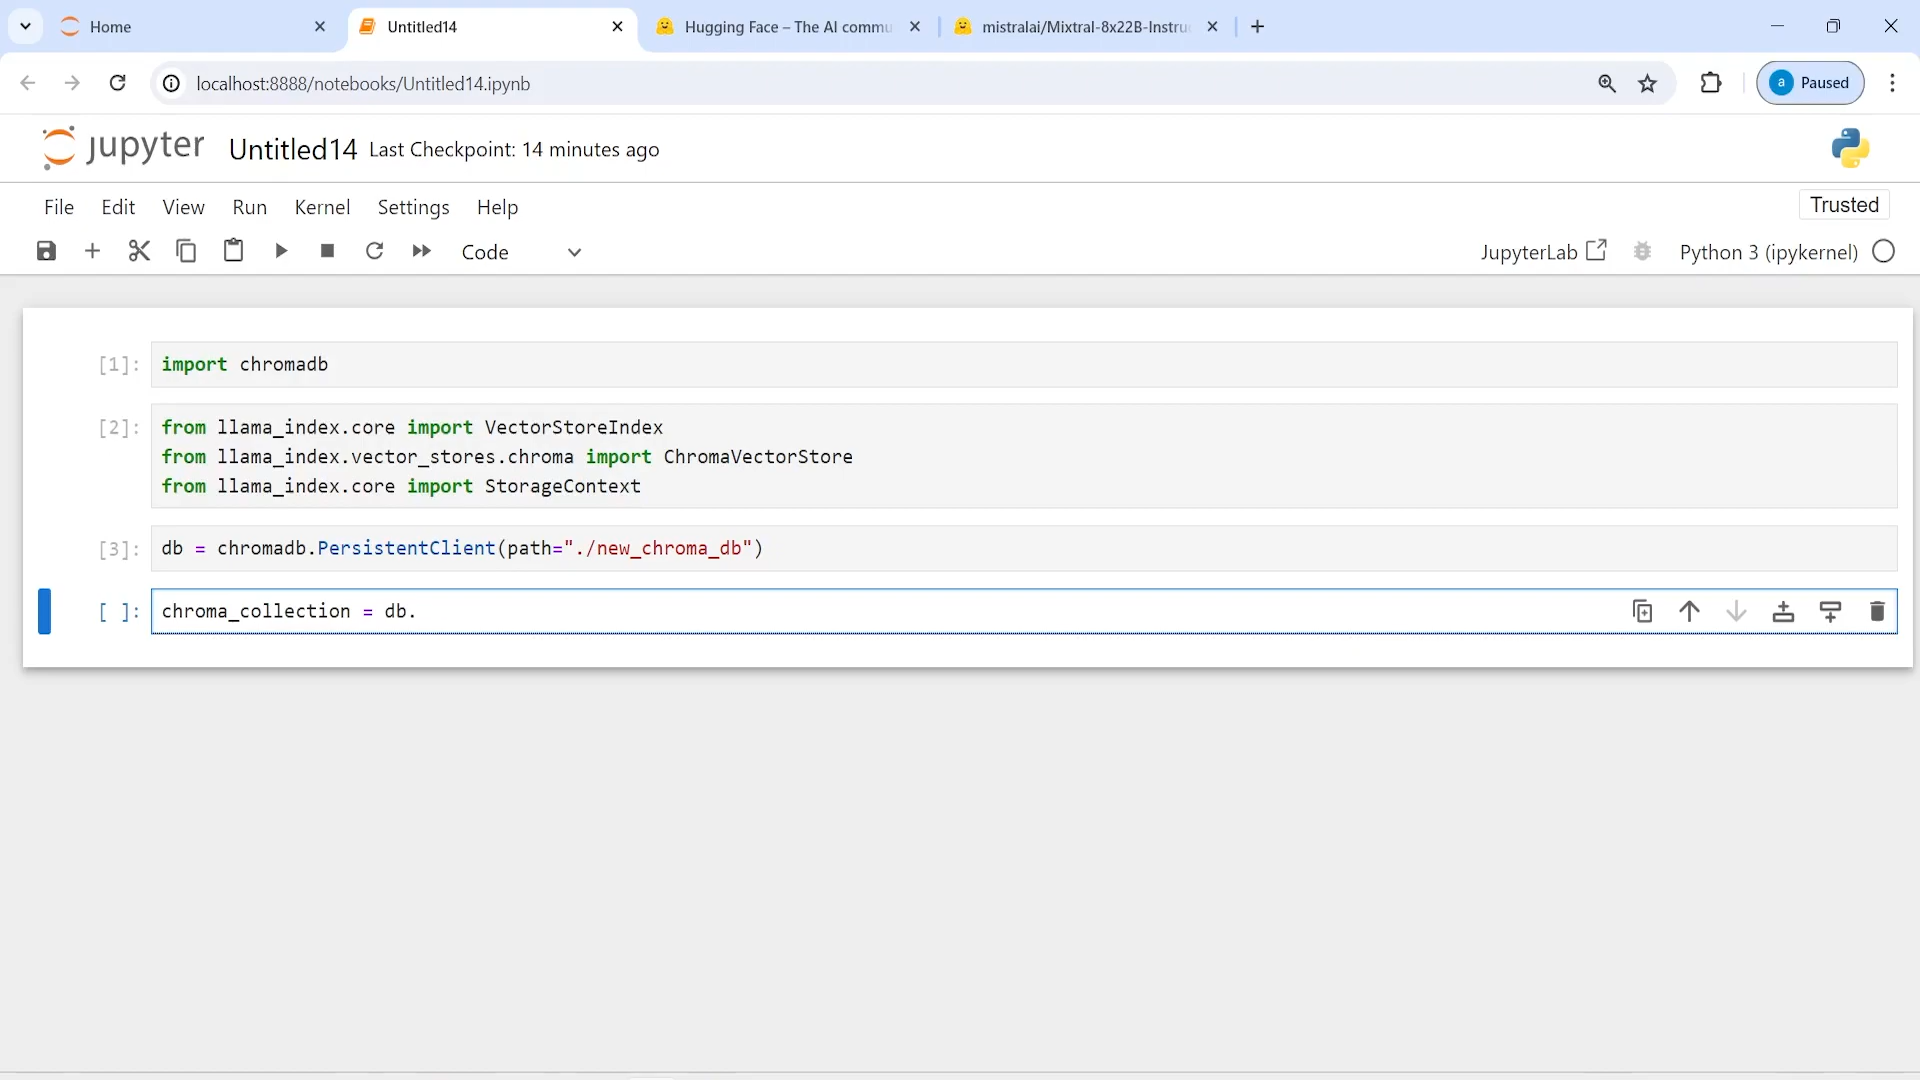 Home
Untitled14
Hugging Face – The AI commu
mistralai/Mixtral-8x22B-Instru
localhost:8888/notebooks/Untitled14.ipynb
a Paused
jupyter Untitled14 Last Checkpoint: 14 minutes ago
File Edit View Run Kernel Settings Help
Trusted
Code
JupyterLab
Python 3 (ipykernel)
[1]: import chromadb
[2]: from llama_index.core import VectorStoreIndex
from llama_index.vector_stores.chroma import ChromaVectorStore
from llama_index.core import StorageContext
[3]: db = chromadb.PersistentClient(path="./new_chroma_db")
[ ]: chroma_collection = db.